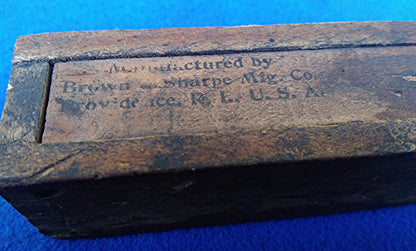 Manufactured by
Brown & Sharpe Mfg. Co.
Providence, R. I., U. S. A.